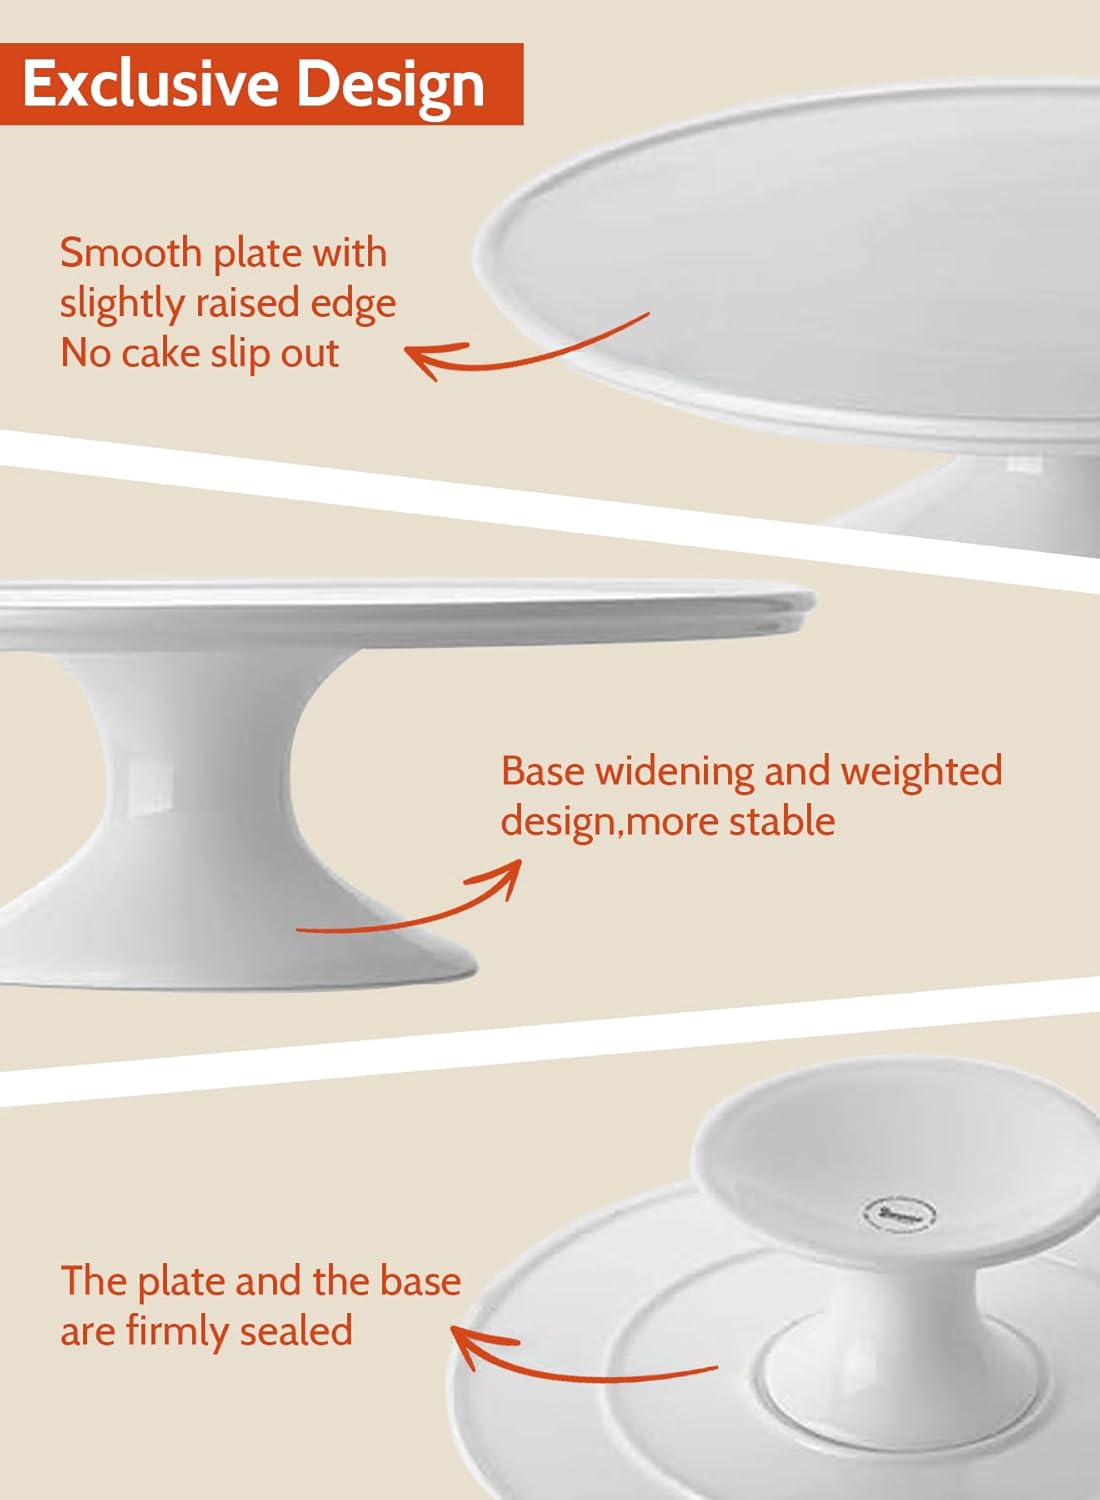 Exclusive Design
Smooth plate with
slightly raised edge
No cake slip out
Base widening and weighted
design,more stable
The plate and the base
are firmly sealed